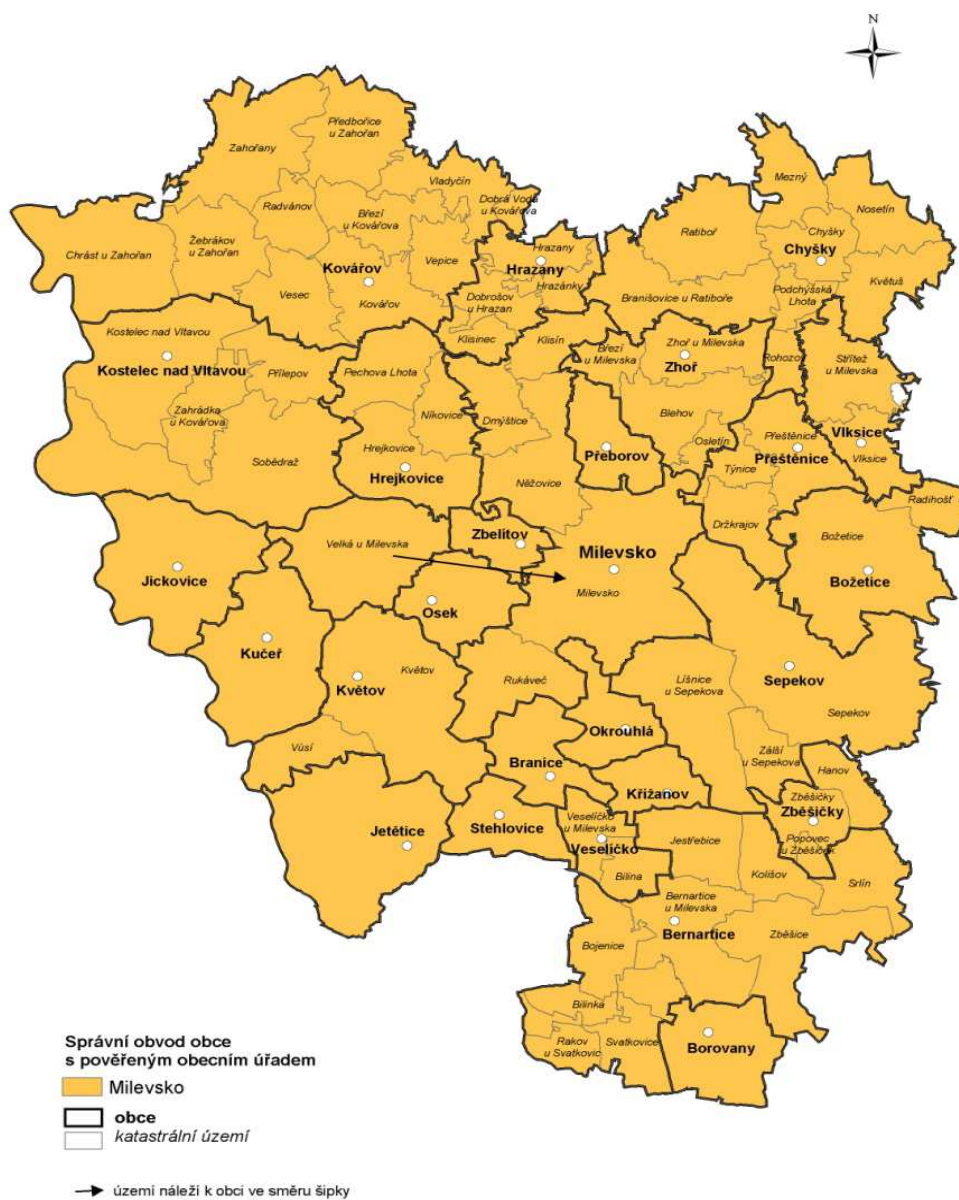 N
Předbořice
u Zahořan
Zahořany
Vladyčín
Dobrá Voda
u Kovářova
Radvánov
Březí
u Kovářova
Chrást u Zahořan
Žebrákov
u Zahořan
Vepice
Kovářov
Vesec
Kovářov
Hrazany
Hrazany
Hrazánky
Dobrošov
u Hrazan
Klisinec
Klisín
Mezný
Nosetín
Ratiboř
Chyšky
Chyšky
Květuš
Podchýšská
Lhota
Branišovice u Ratiboře
Kostelec nad Vltavou
Kostelec nad Vltavou
Přílepov
Zahrádka
u Kovářova
Sobědraž
Pechova Lhota
Níkovice
Hrejkovice
Hrejkovice
Dmýštice
Březí
u Milevska
Zhoř u Milevska
Zhoř
Rohozov
Střítež
u Milevska
Blehov
Osletín
Přeborov
Přeštěnice
Přeštěnice
Týnice
Vlksice
Vlksice
Držkrajov
Radihošť
Něžovice
Božetice
Božetice
Velká u Milevska
Zbelítov
Milevsko
Milevsko
Jickovice
Osek
Kučeř
Květov
Květov
Rukáveč
Líšnice
u Sepekova
Sepekov
Sepekov
Okrouhlá
Vůsí
Branice
Zálší
u Sepekova
Hanov
Křižanov
Zběšičky
Zběšičky
Popovec
u Zběšiček
Jetětice
Stehlovice
Veselíčko
u Milevska
Veselíčko
Bilina
Jestřebice
Kolišov
Srlín
Bernartice
u Milevska
Bernartice
Zběšice
Bojenice
Bilinka
Rakov
u Svatkovic
Svatkovice
Borovany
Správní obvod obce
s pověřeným obecním úřadem
Milevsko
obce
katastrální území
území náleží k obci ve směru šipky